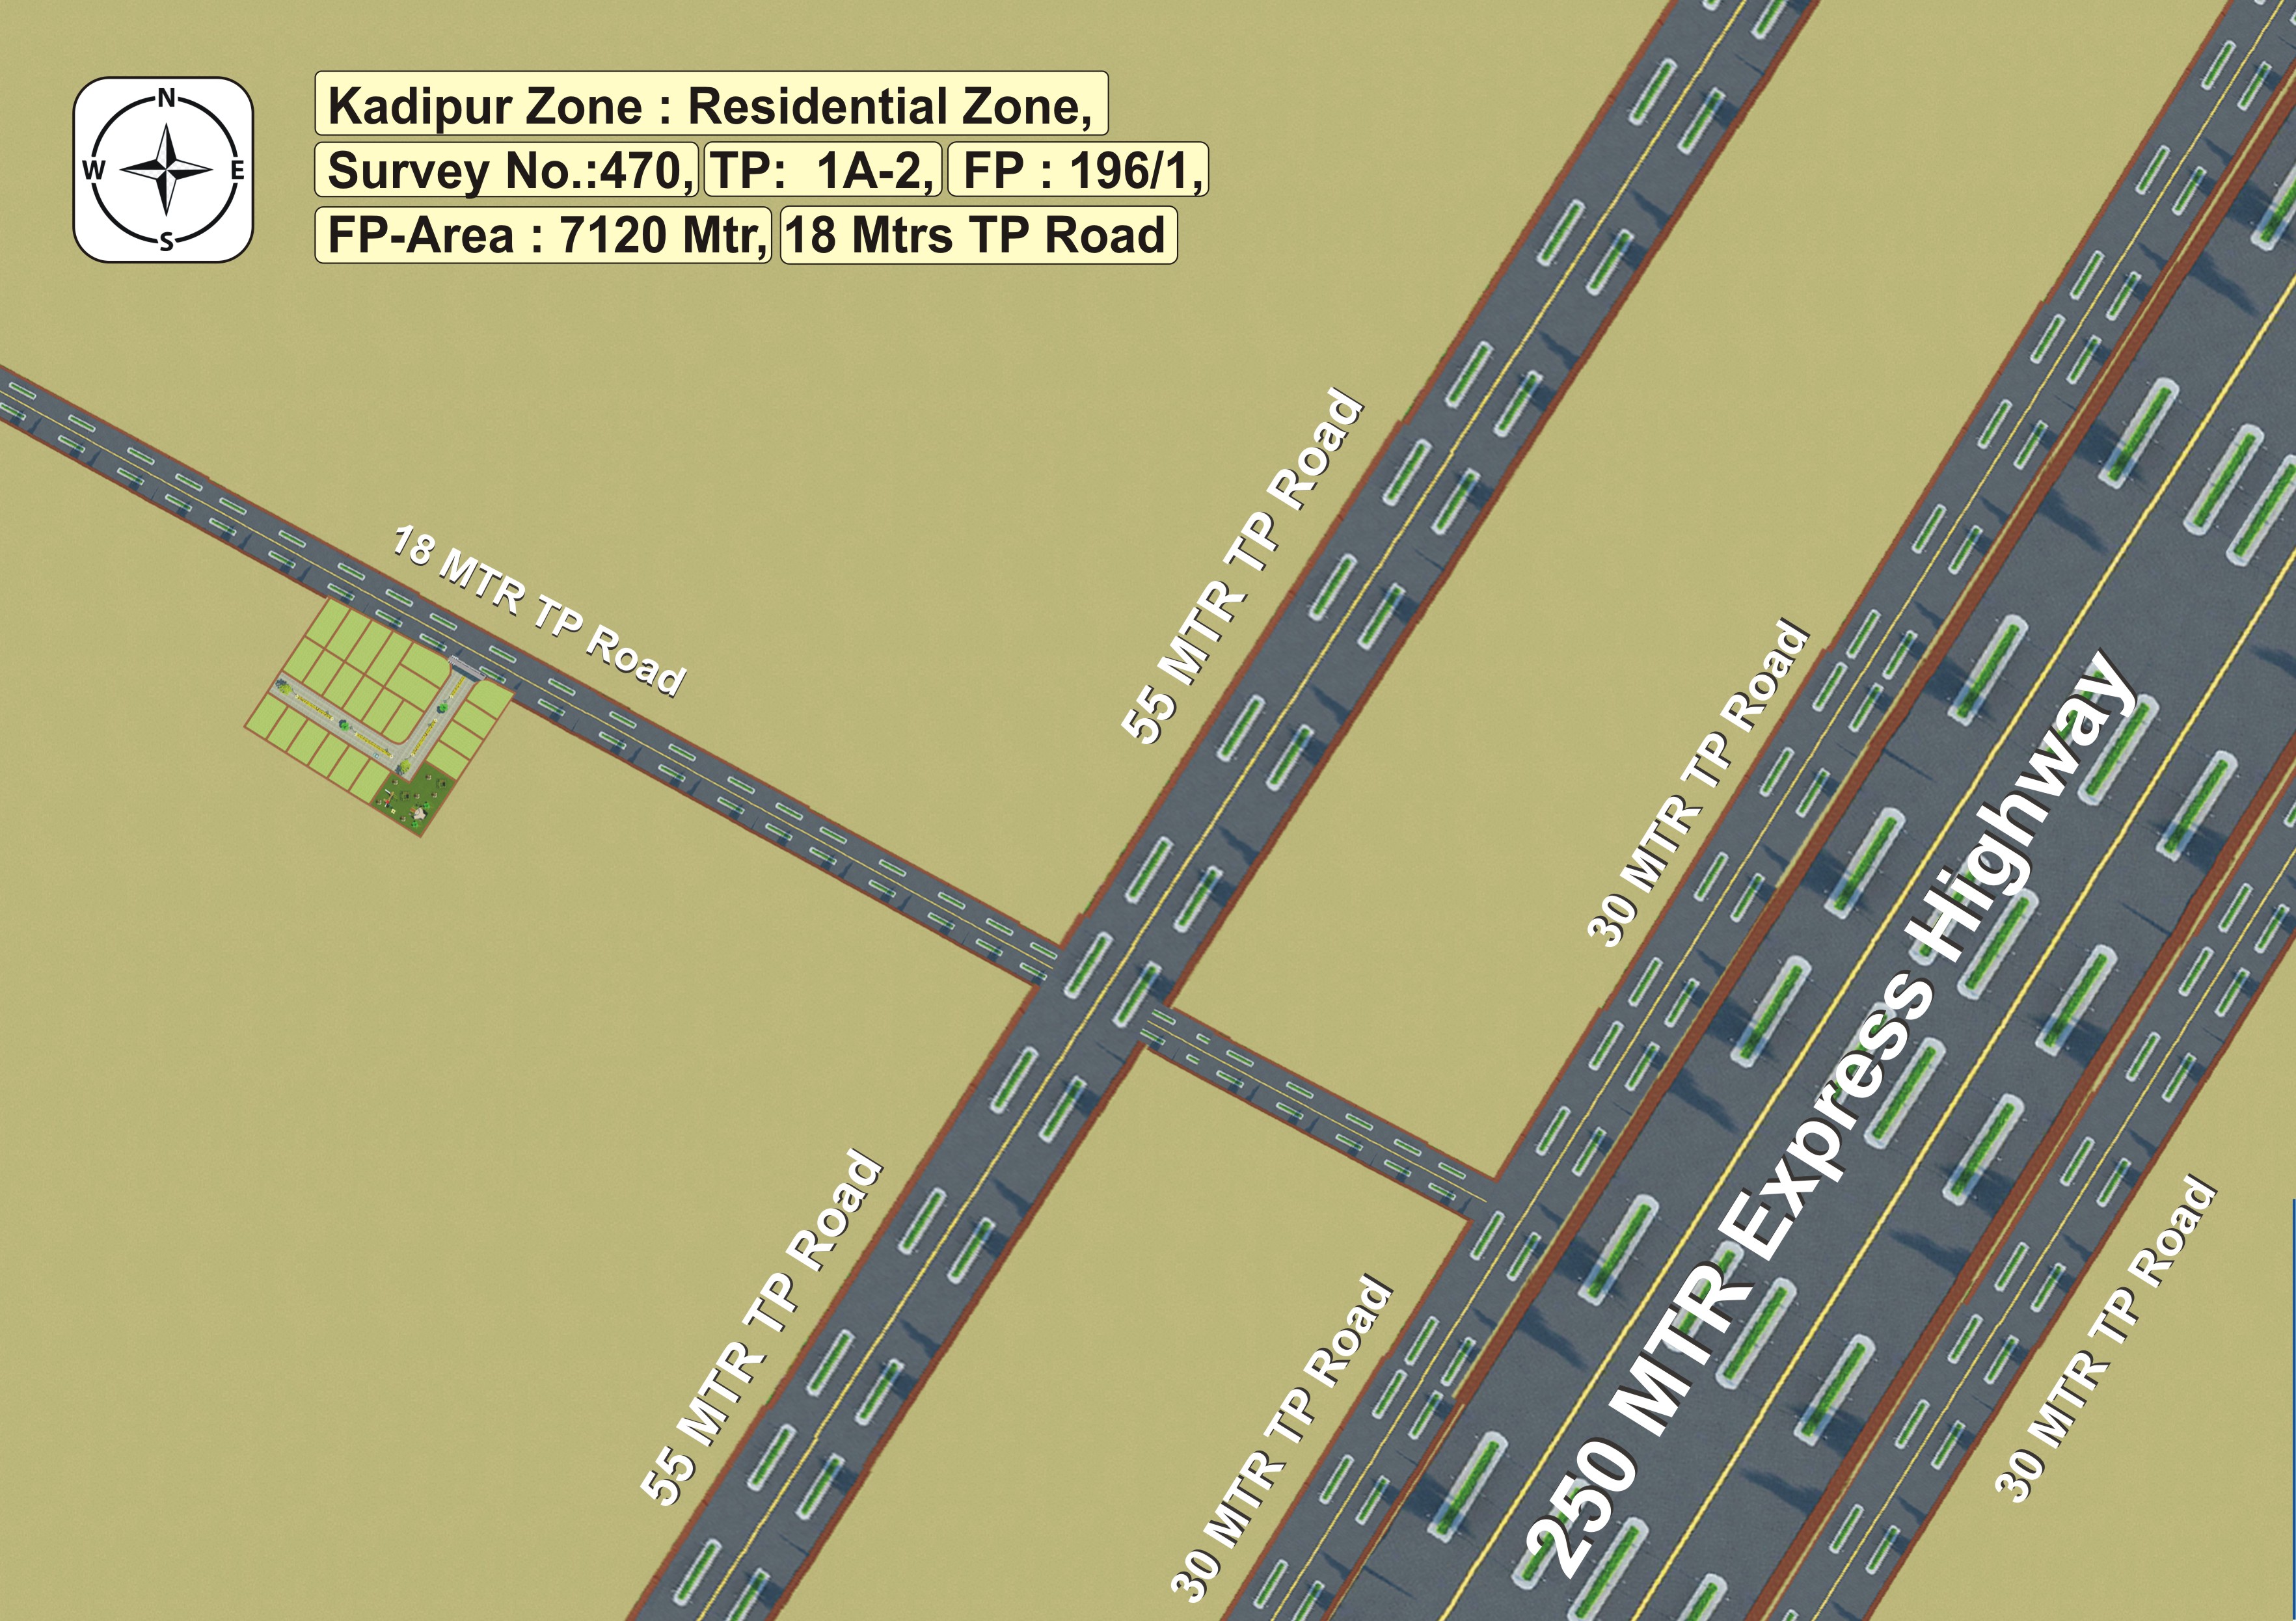 N
W E
S
Kadipur Zone : Residential Zone,
Survey No.:470, TP: 1A-2, FP : 196/1,
FP-Area : 7120 Mtr, 18 Mtrs TP Road
18 MTR TP Road
55 MTR TP Road
30 MTR TP Road
250 MTR Express Highway
55 MTR TP Road
30 MTR TP Road
30 MTR TP Road